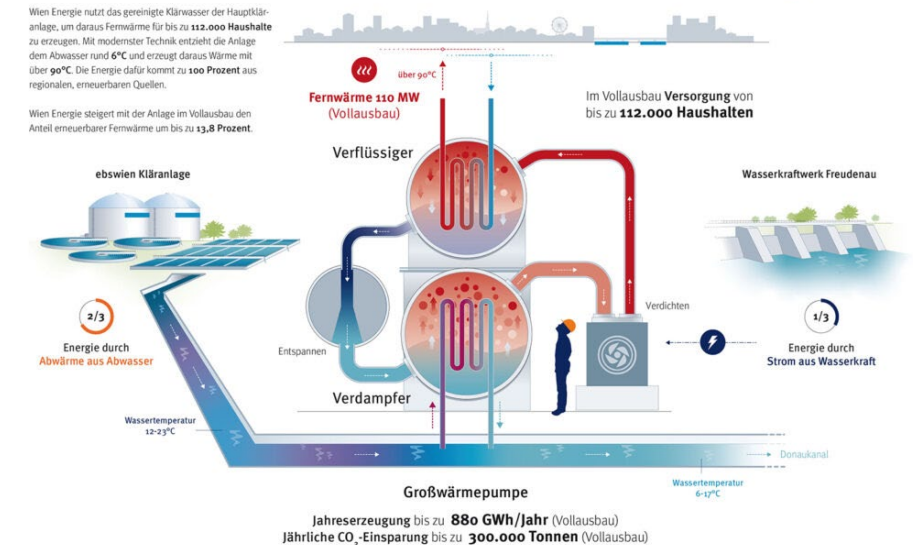 Wien Energie nutzt das gereinigte Klärwasser der Hauptklär-
anlage, um daraus Fernwärme für bis zu 112.000 Haushalte
zu erzeugen. Mit modernster Technik entzieht die Anlage
dem Abwasser rund 6°C und erzeugt daraus Wärme mit
über 90°C. Die Energie dafür kommt zu 100 Prozent aus
regionalen, erneuerbaren Quellen.
Wien Energie steigert mit der Anlage im Vollausbau den
Anteil erneuerbarer Fernwärme um bis zu 13,8 Prozent.
über 90°C
Fernwärme 110 MW
(Vollausbau)
Im Vollausbau Versorgung von
bis zu 112.000 Haushalten
Verflüssiger
ebswien Kläranlage
Wasserkraftwerk Freudenau
2/3
Energie durch
Abwärme aus Abwasser
Entspannen
Verdichten
1/3
Energie durch
Strom aus Wasserkraft
Verdampfer
Wassertemperatur
12-23°C
Donaukanal
Wassertemperatur
6-17°C
Großwärmepumpe
Jahreserzeugung bis zu 880 GWh/Jahr (Vollausbau)
Jährliche CO₂-Einsparung bis zu 300.000 Tonnen (Vollausbau)